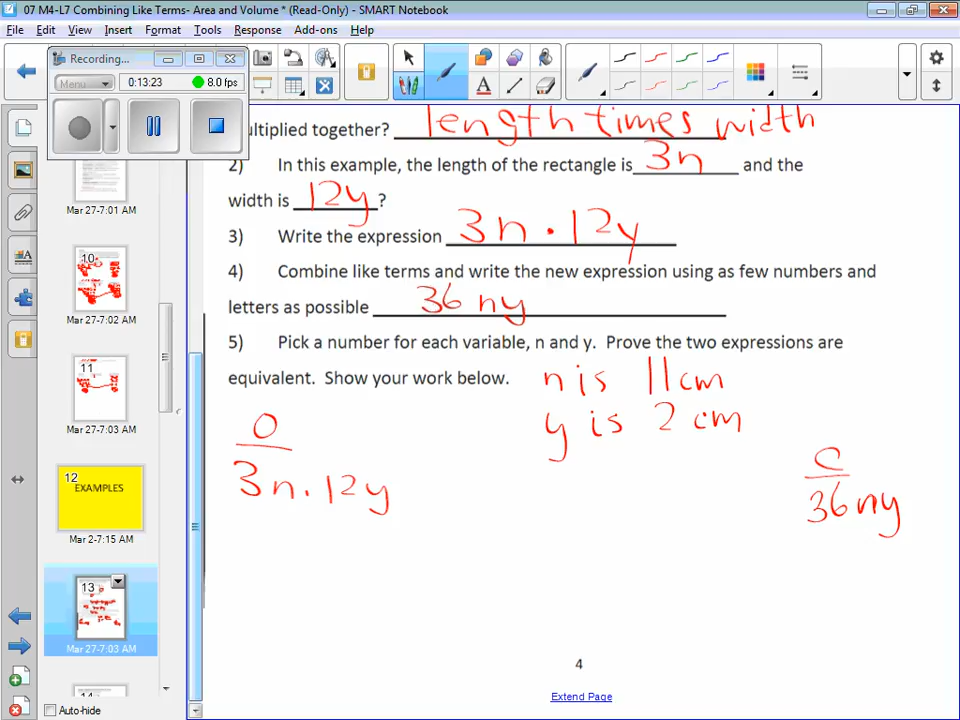 07 M4-L7 Combining Like Terms- Area and Volume * (Read-Only) - SMART Notebook
File Edit View Insert Format Tools Response Add-ons Help
Recording...
Menu 0:13:23 8.0 fps
ultiplied together? length times width
2) In this example, the length of the rectangle is 3n and the
width is 12y ?
3) Write the expression 3n · 12y
4) Combine like terms and write the new expression using as few numbers and
letters as possible 36 ny
5) Pick a number for each variable, n and y. Prove the two expressions are
equivalent. Show your work below.
n is 11 cm
y is 2 cm
O
3n · 12y
C
36ny
4
Extend Page
Mar 27-7:01 AM
10
Mar 27-7:02 AM
11
Mar 27-7:03 AM
12
EXAMPLES
Mar 2-7:15 AM
13
Mar 27-7:03 AM
14
Auto-hide